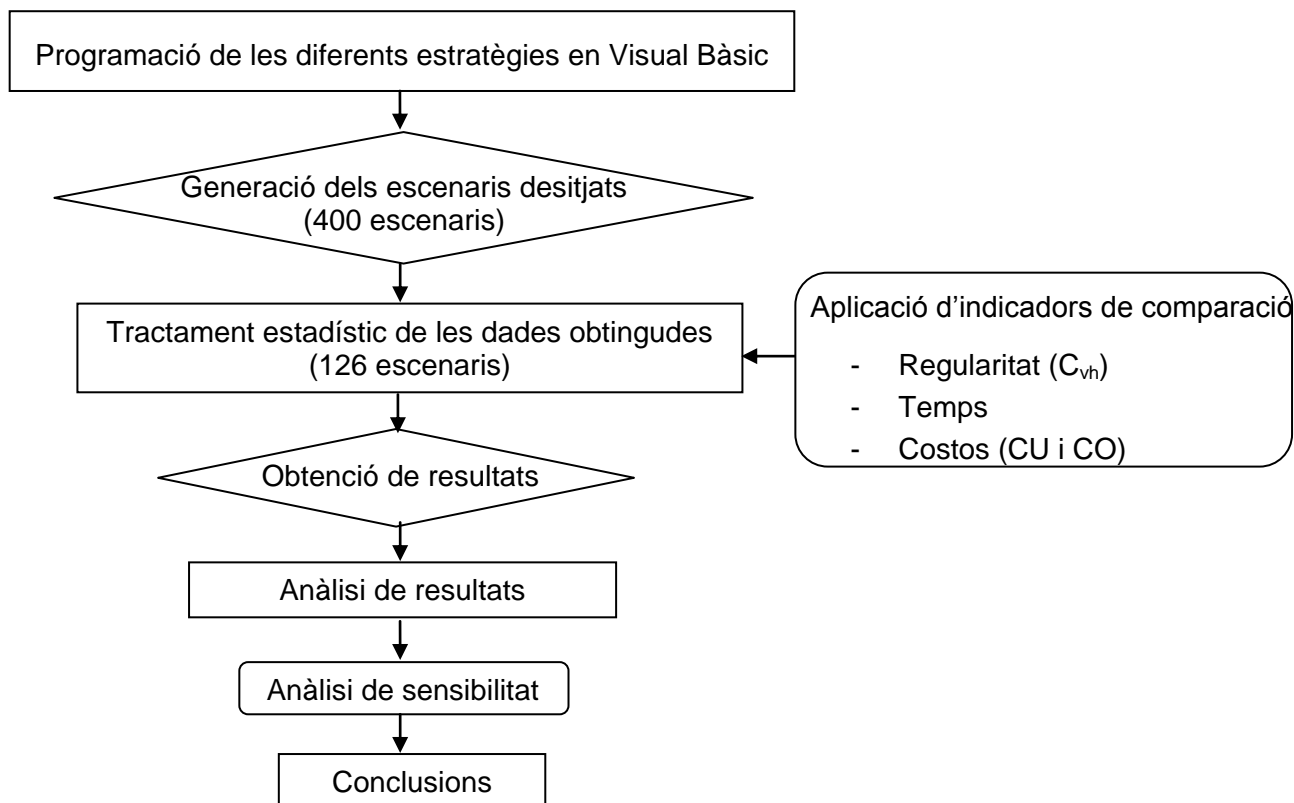 Programació de les diferents estratègies en Visual Bàsic
Generació dels escenaris desitjats
(400 escenaris)
Tractament estadístic de les dades obtingudes
(126 escenaris)
Aplicació d’indicadors de comparació
- Regularitat (Cvh)
- Temps
- Costos (CU i CO)
Obtenció de resultats
Anàlisi de resultats
Anàlisi de sensibilitat
Conclusions